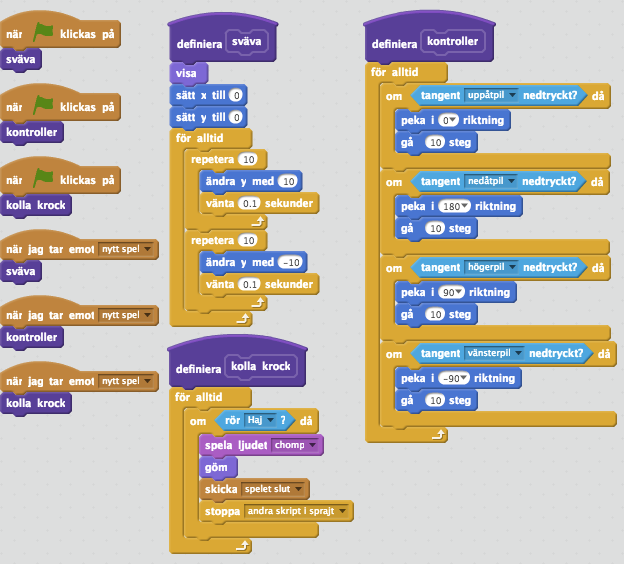 när klickas på
sväva
när klickas på
kontroller
när klickas på
kolla krock
när jag tar emot nytt spel
sväva
när jag tar emot nytt spel
kontroller
när jag tar emot nytt spel
kolla krock
definiera sväva
visa
sätt x till 0
sätt y till 0
för alltid
repetera 10
ändra y med 10
vänta 0.1 sekunder
repetera 10
ändra y med -10
vänta 0.1 sekunder
definiera kolla krock
för alltid
om rör Haj ? då
spela ljudet chomp
göm
skicka spelet slut
stoppa andra skript i sprajt
definiera kontroller
för alltid
om tangent uppåtpil nedtryckt? då
peka i 0 riktning
gå 10 steg
om tangent nedåtpil nedtryckt? då
peka i 180 riktning
gå 10 steg
om tangent högerpil nedtryckt? då
peka i 90 riktning
gå 10 steg
om tangent vänsterpil nedtryckt? då
peka i -90 riktning
gå 10 steg